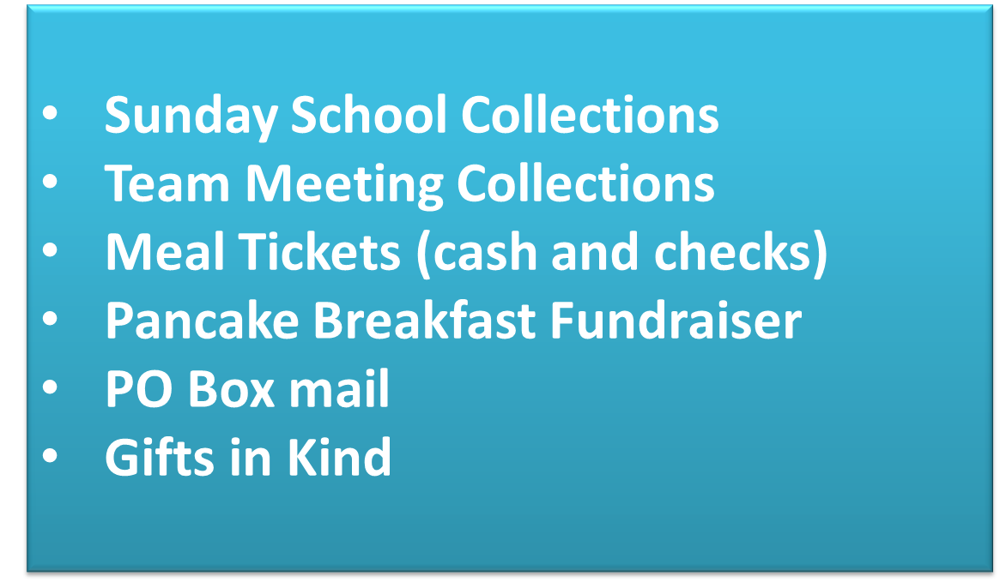 • Sunday School Collections
• Team Meeting Collections
• Meal Tickets (cash and checks)
• Pancake Breakfast Fundraiser
• PO Box mail
• Gifts in Kind